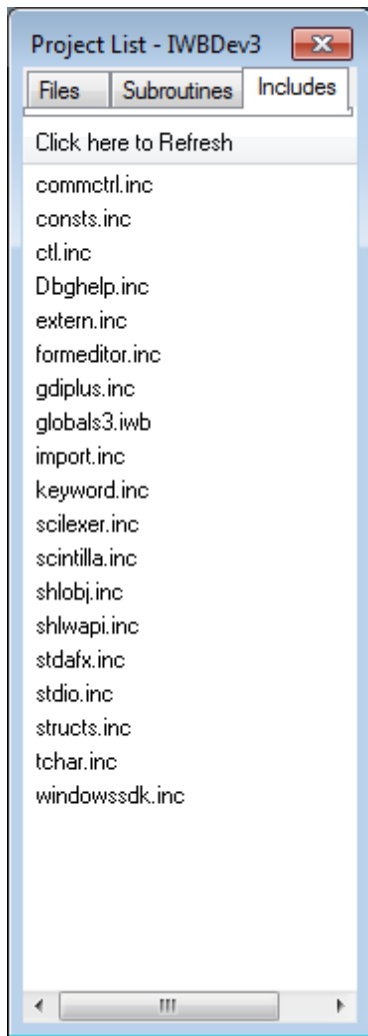 Project List - IWBDev3
Files Subroutines Includes
Click here to Refresh
commctrl.inc
consts.inc
ctl.inc
Dbghelp.inc
extern.inc
formeditor.inc
gdiplus.inc
globals3.iwb
import.inc
keyword.inc
scilexer.inc
scintilla.inc
shlobj.inc
shlwapi.inc
stdafx.inc
stdio.inc
structs.inc
tchar.inc
windowssdk.inc